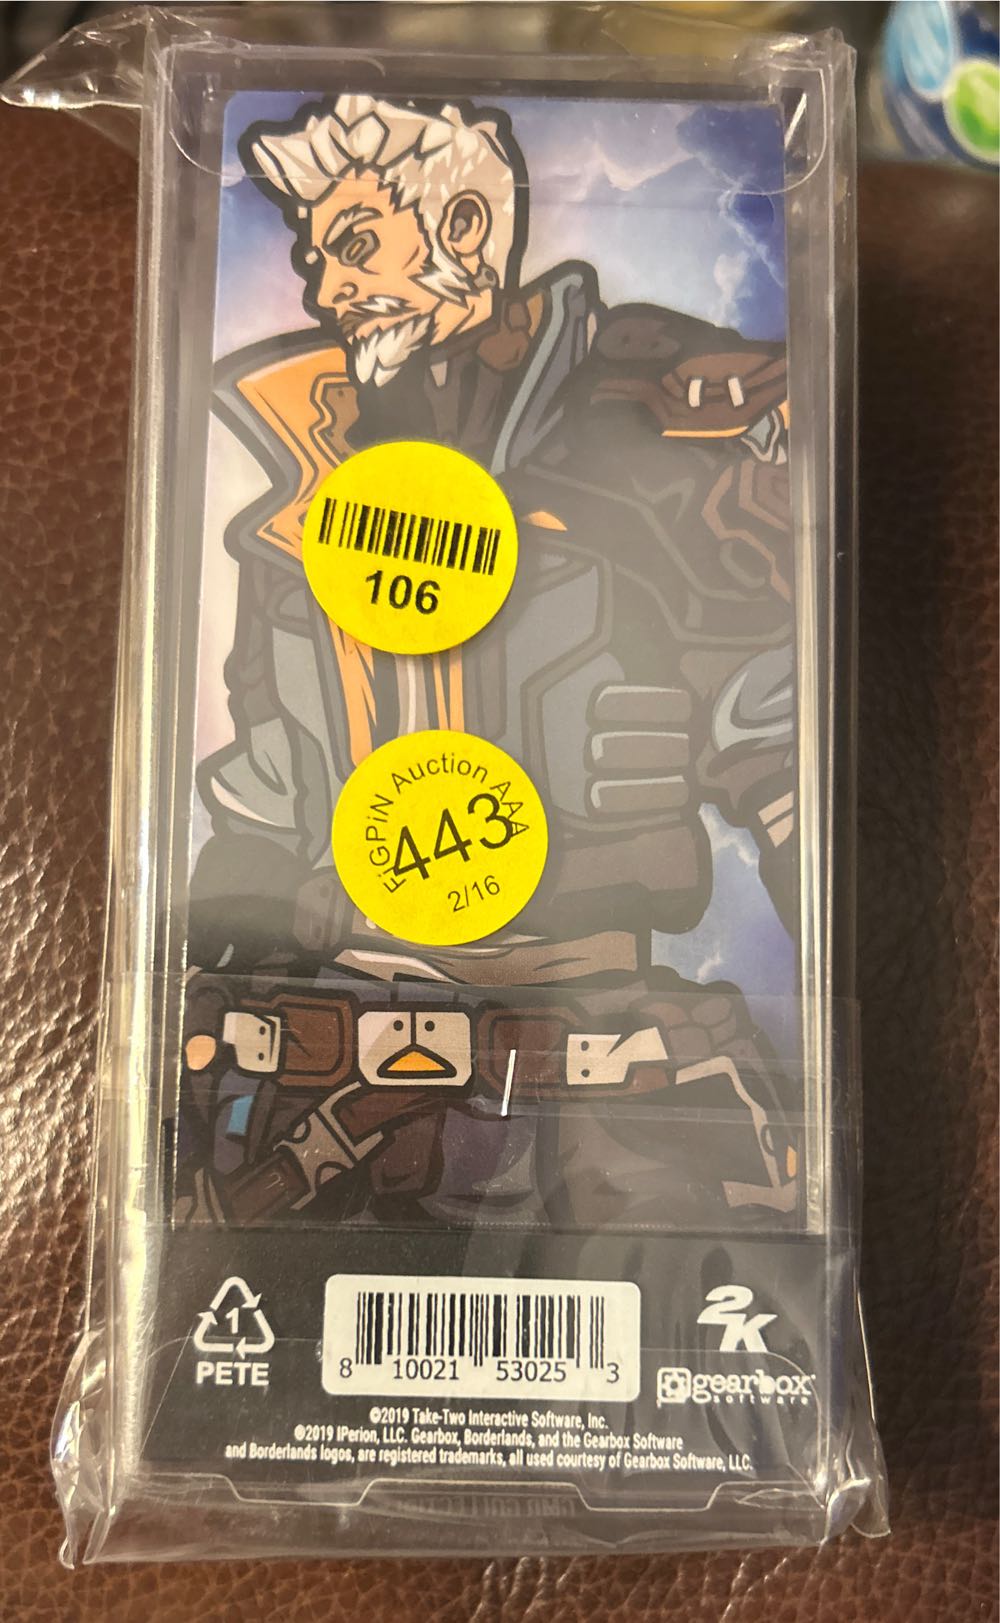 106
FiGPiN Auction AAA
443
2/16
1
PETE
8 10021 53025 3
2K
gearbox
software
©2019 Take-Two Interactive Software, Inc.
©2019 IPerion, LLC. Gearbox, Borderlands, and the Gearbox Software
and Borderlands logos, are registered trademarks, all used courtesy of Gearbox Software, LLC.